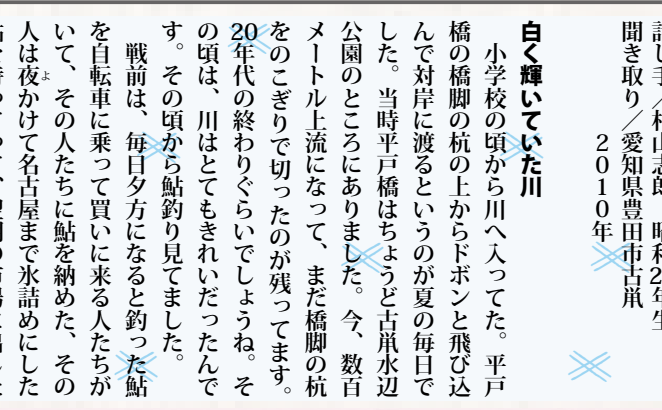 話し手／村山志郎　昭和2年生
聞き取り／愛知県豊田市古鼡
2010年
白く輝いていた川
　小学校の頃から川へ入ってた。平戸
橋の橋脚の杭の上からドボンと飛び込
んで対岸に渡るというのが夏の毎日で
した。当時平戸橋はちょうど古鼡水辺
公園のところにありました。今、数百
メートル上流になって、まだ橋脚の杭
をのこぎりで切ったのが残ってます。
20年代の終わりぐらいでしょうね。そ
の頃は、川はとてもきれいだったんで
す。その頃から鮎釣り見てました。
　戦前は、毎日夕方になると釣った鮎
を自転車に乗って買いに来る人たちが
いて、その人たちに鮎を納めた、その
人は夜よかけて名古屋まで氷詰めにした